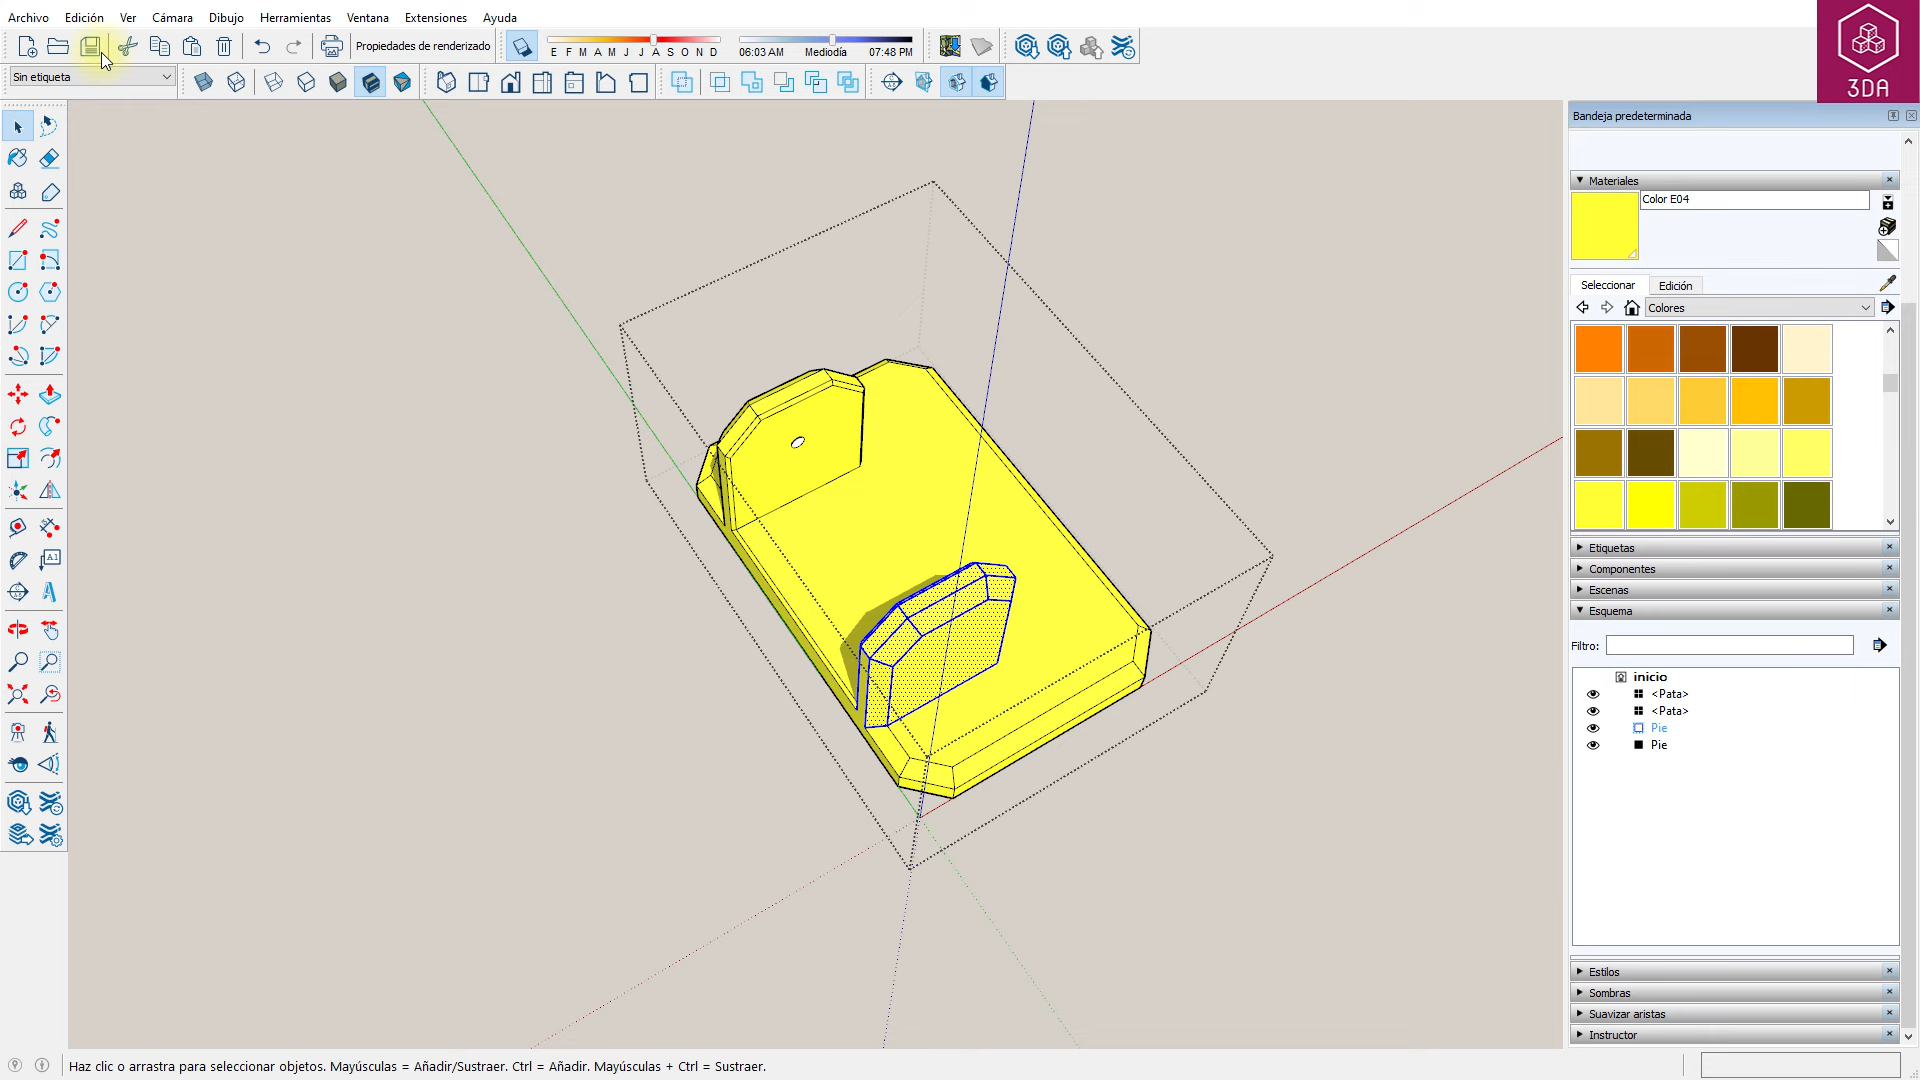 Archivo Edición Ver Cámara Dibujo Herramientas Ventana Extensiones Ayuda
Propiedades de renderizado
E F M A M J J A S O N D
06:03 AM Mediodía 07:48 PM
3DA
Sin etiqueta
Bandeja predeterminada
Materiales
Color E04
Seleccionar Edición
Colores
Etiquetas
Componentes
Escenas
Esquema
Filtro:
inicio
<Pata>
<Pata>
Pie
Pie
Estilos
Sombras
Suavizar aristas
Instructor
A1
A
Haz clic o arrastra para seleccionar objetos. Mayúsculas = Añadir/Sustraer. Ctrl = Añadir. Mayúsculas + Ctrl = Sustraer.